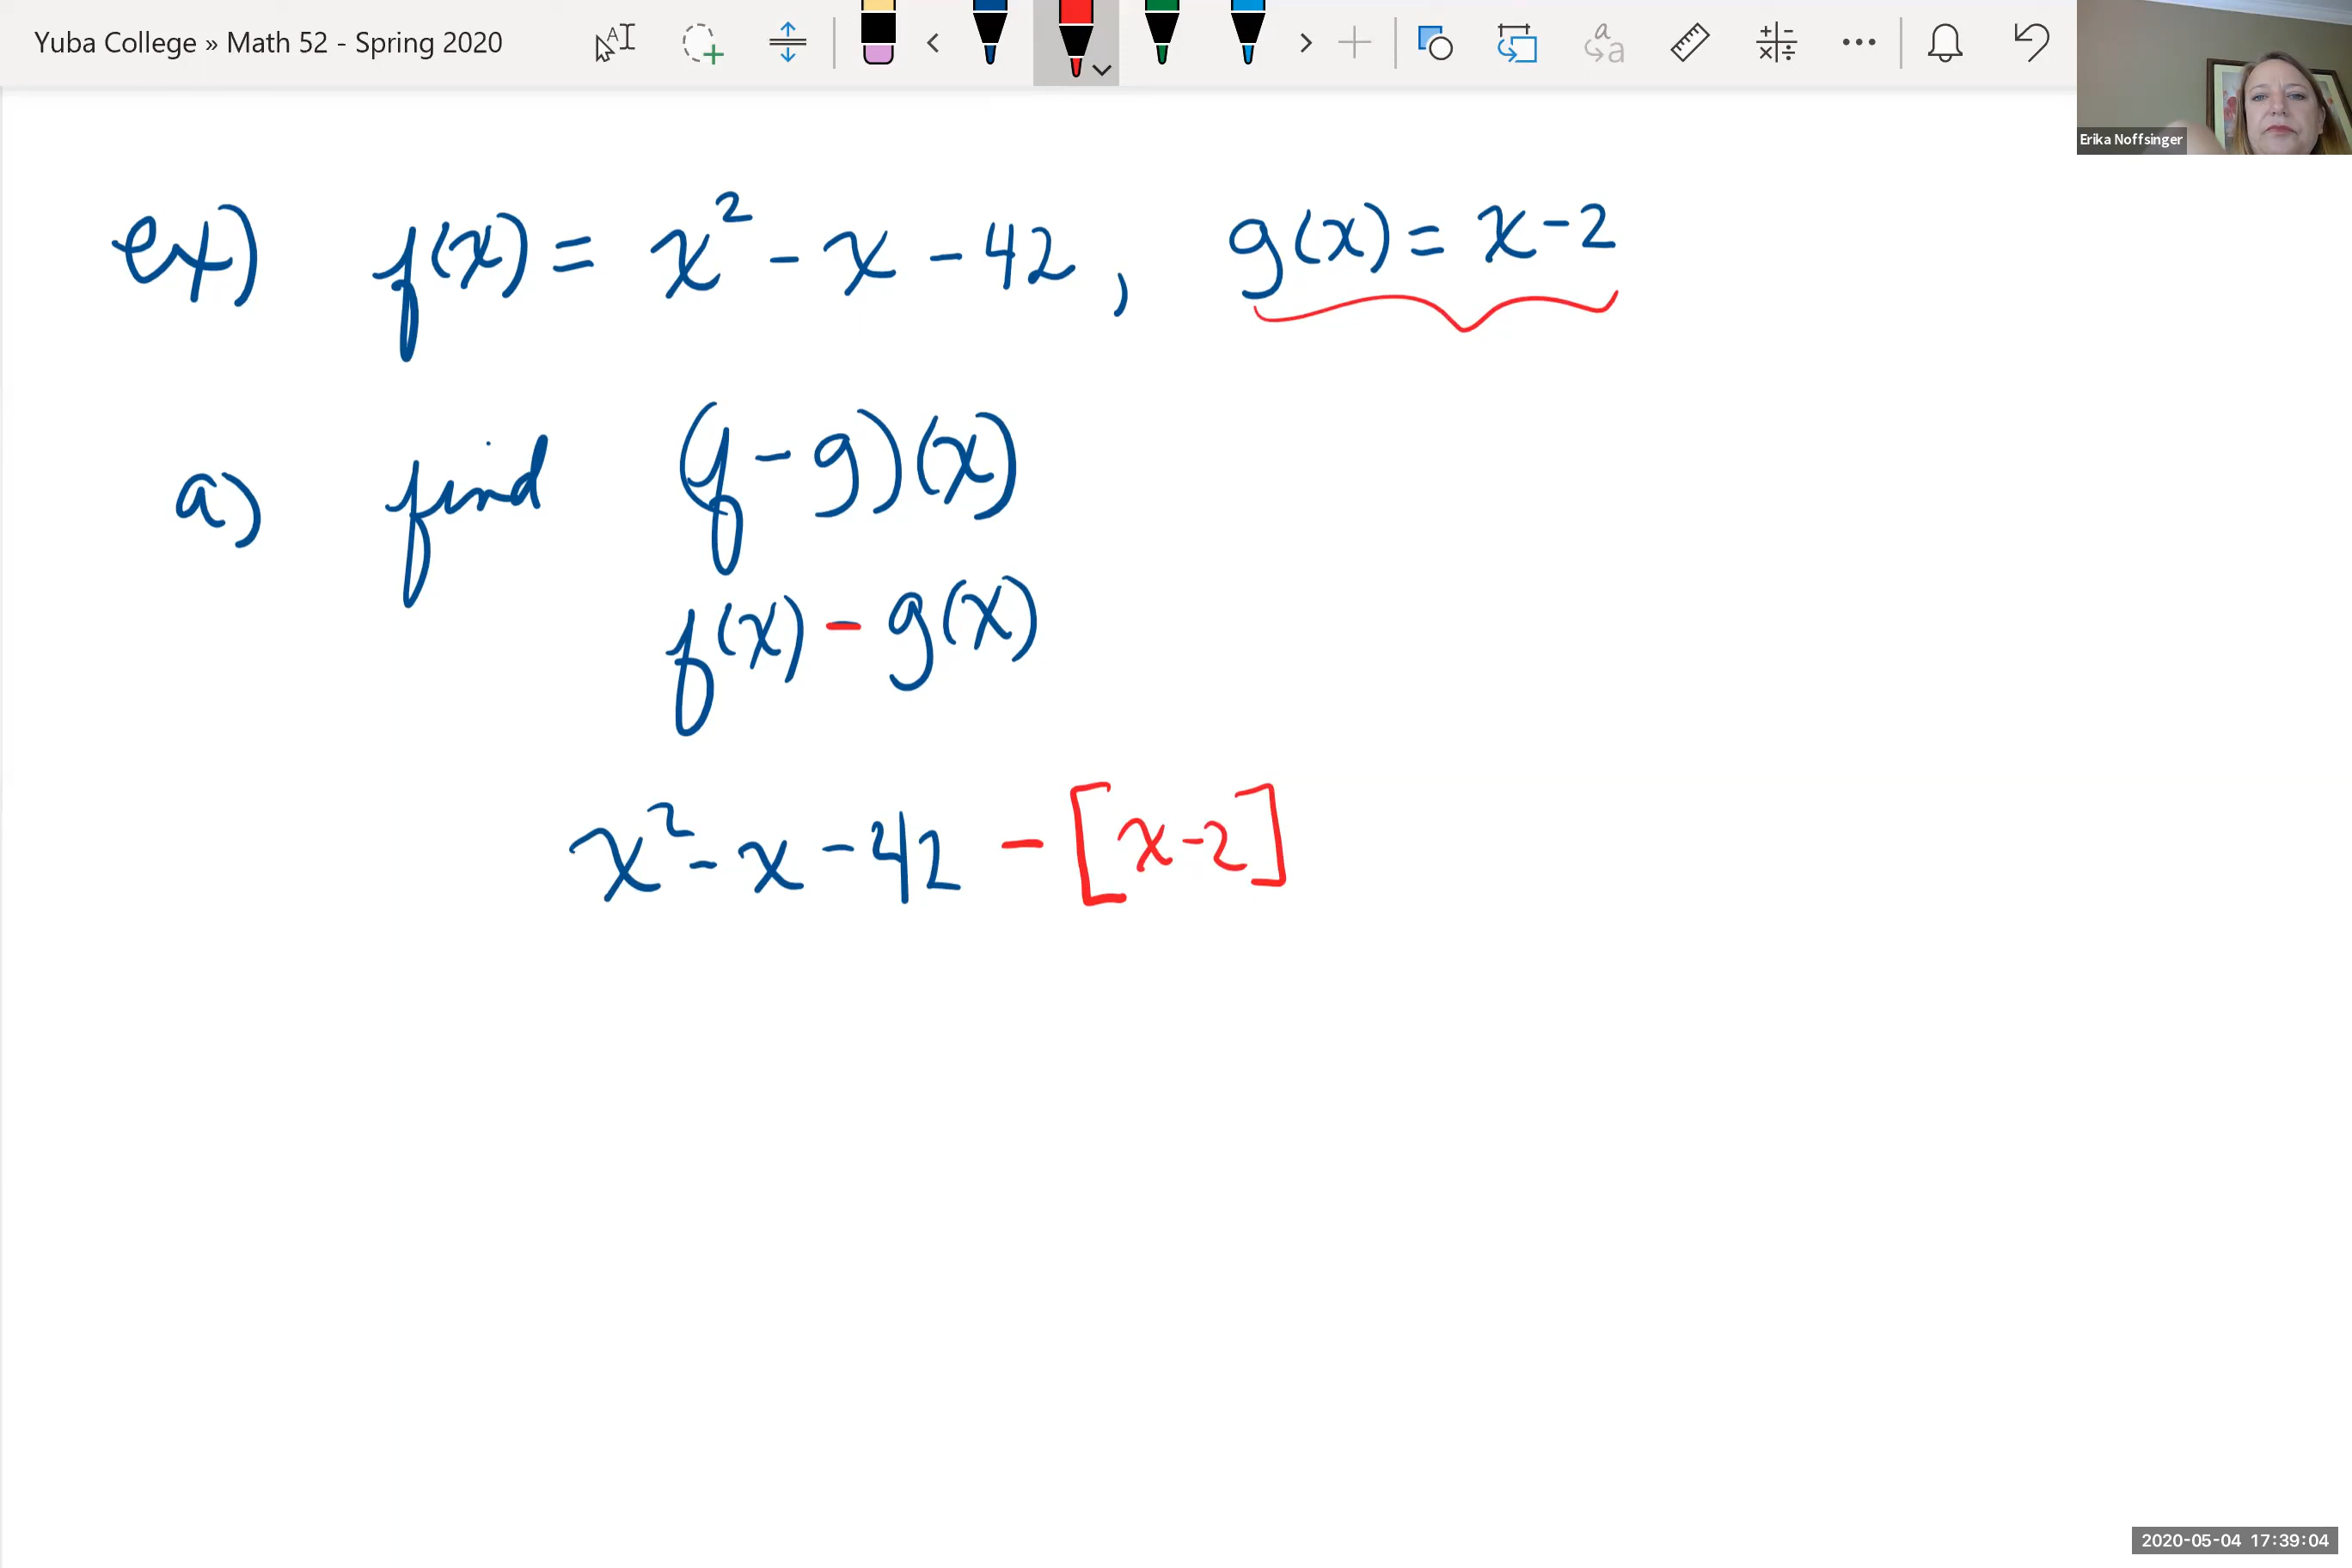 Yuba College » Math 52 - Spring 2020
Erika Noffsinger
ex) f(x) = x² - x - 42, g(x) = x - 2
a) find (f - g)(x)
f(x) - g(x)
x² - x - 42 - [x - 2]
2020-05-04 17:39:04